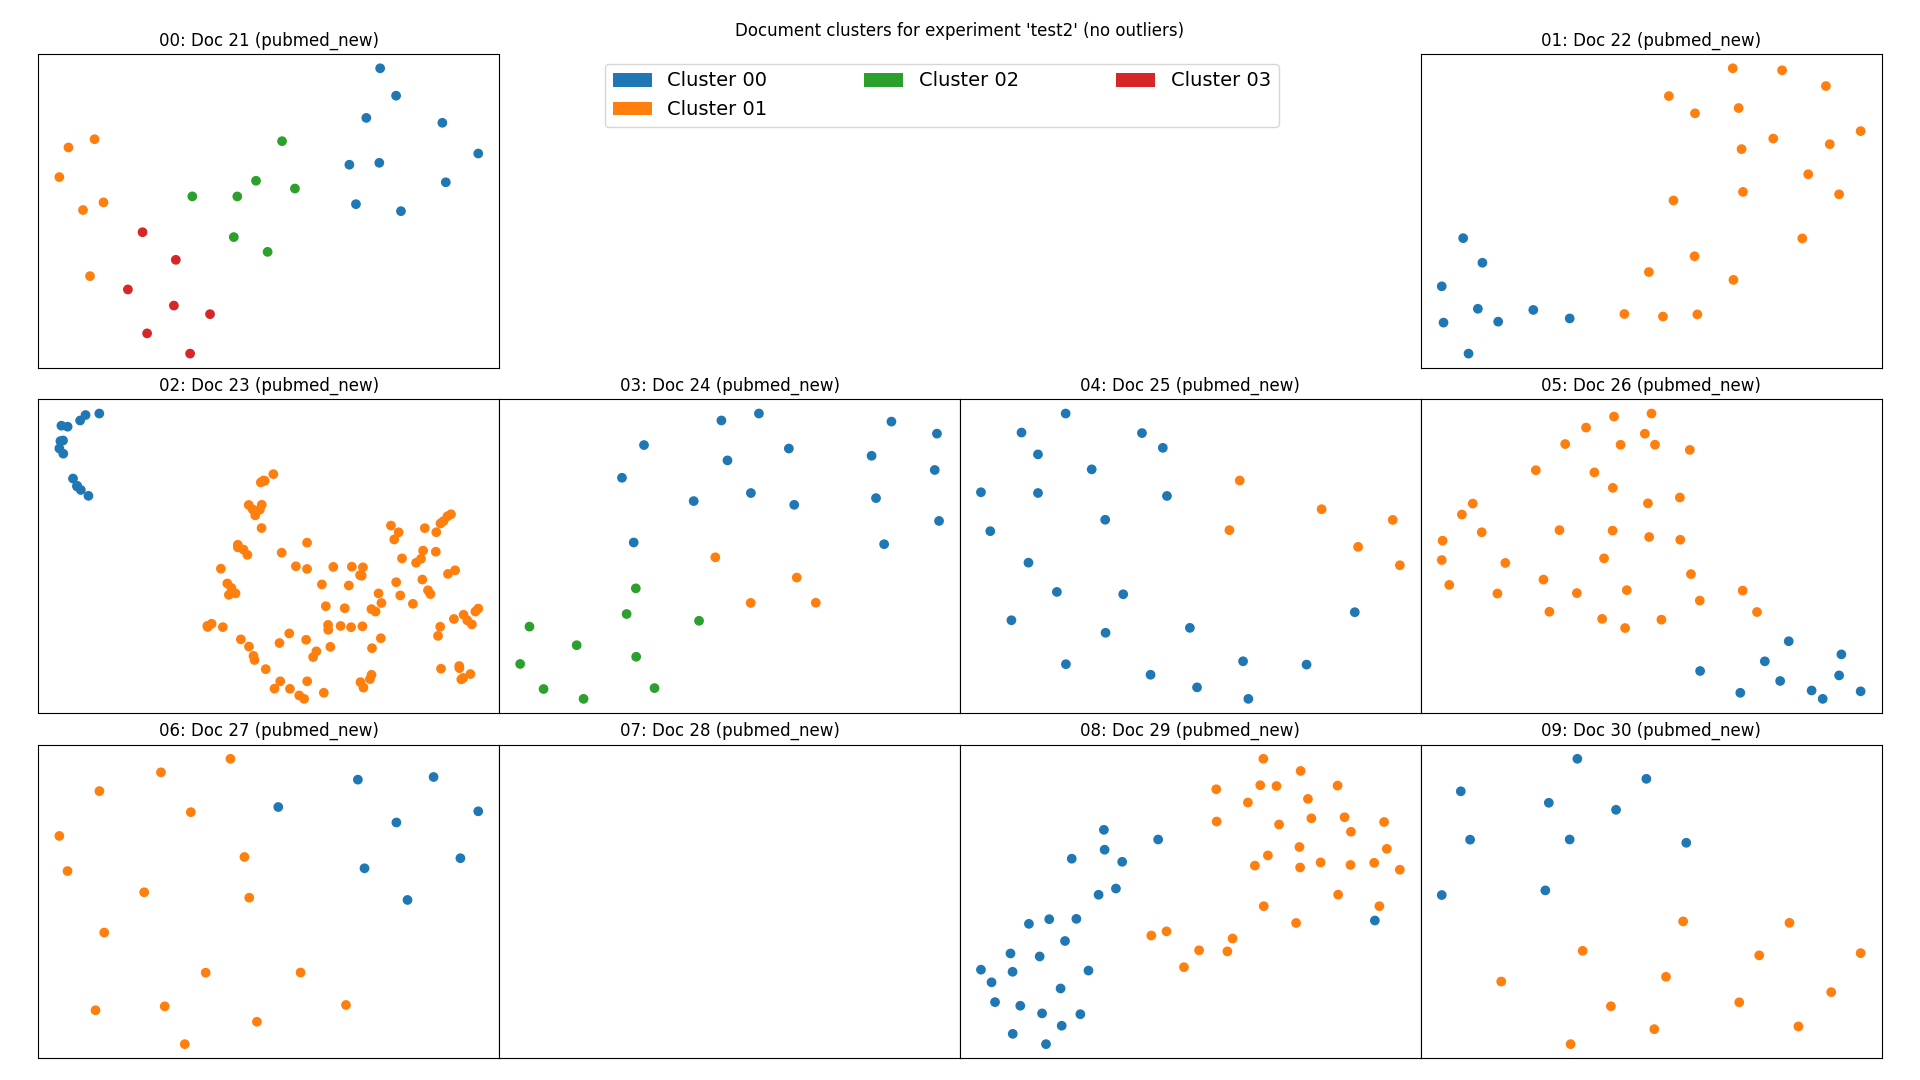 Document clusters for experiment 'test2' (no outliers)
00: Doc 21 (pubmed_new)
01: Doc 22 (pubmed_new)
Cluster 00
Cluster 02
Cluster 03
Cluster 01
02: Doc 23 (pubmed_new)
03: Doc 24 (pubmed_new)
04: Doc 25 (pubmed_new)
05: Doc 26 (pubmed_new)
06: Doc 27 (pubmed_new)
07: Doc 28 (pubmed_new)
08: Doc 29 (pubmed_new)
09: Doc 30 (pubmed_new)